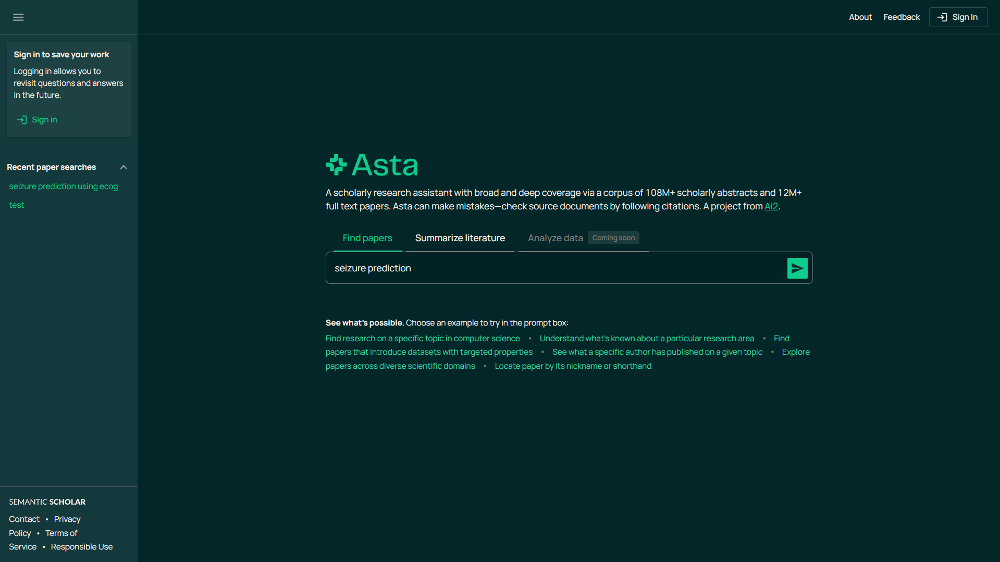 About
Feedback
Sign In
Sign in to save your work
Logging in allows you to
revisit questions and answers
in the future.
Sign in
Recent paper searches
seizure prediction using ecog
test
Asta
A scholarly research assistant with broad and deep coverage via a corpus of 108M+ scholarly abstracts and 12M+
full text papers. Asta can make mistakes—check source documents by following citations. A project from Ai2.
Find papers
Summarize literature
Analyze data
Coming soon
seizure prediction
See what's possible. Choose an example to try in the prompt box:
Find research on a specific topic in computer science • Understand what's known about a particular research area • Find
papers that introduce datasets with targeted properties • See what a specific author has published on a given topic • Explore
papers across diverse scientific domains • Locate paper by its nickname or shorthand
SEMANTIC SCHOLAR
Contact • Privacy
Policy • Terms of
Service • Responsible Use